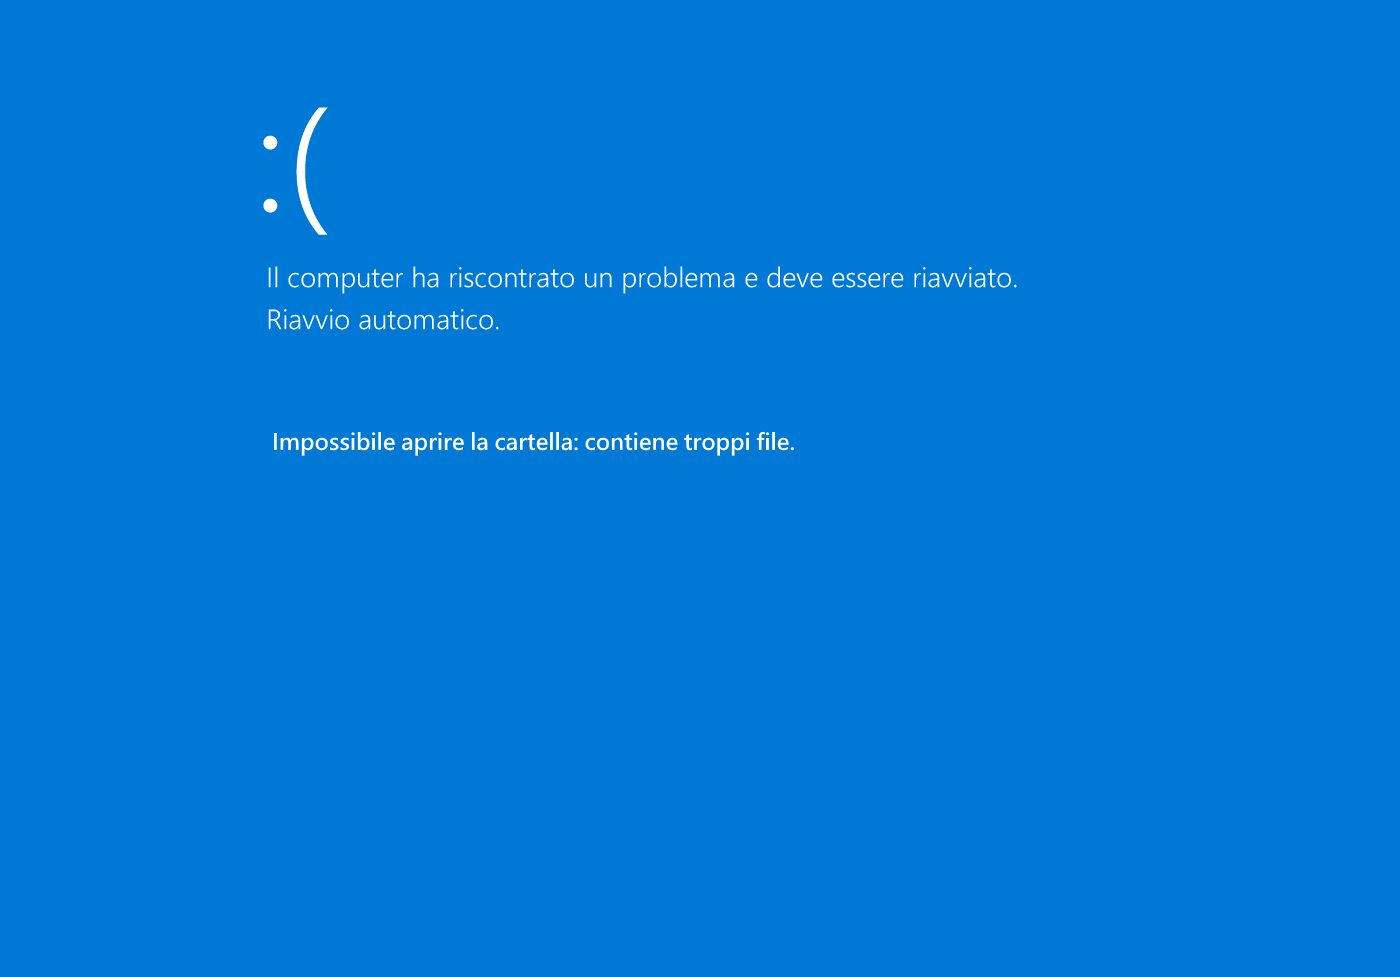 :(
Il computer ha riscontrato un problema e deve essere riavviato.
Riavvio automatico.
Impossibile aprire la cartella: contiene troppi file.